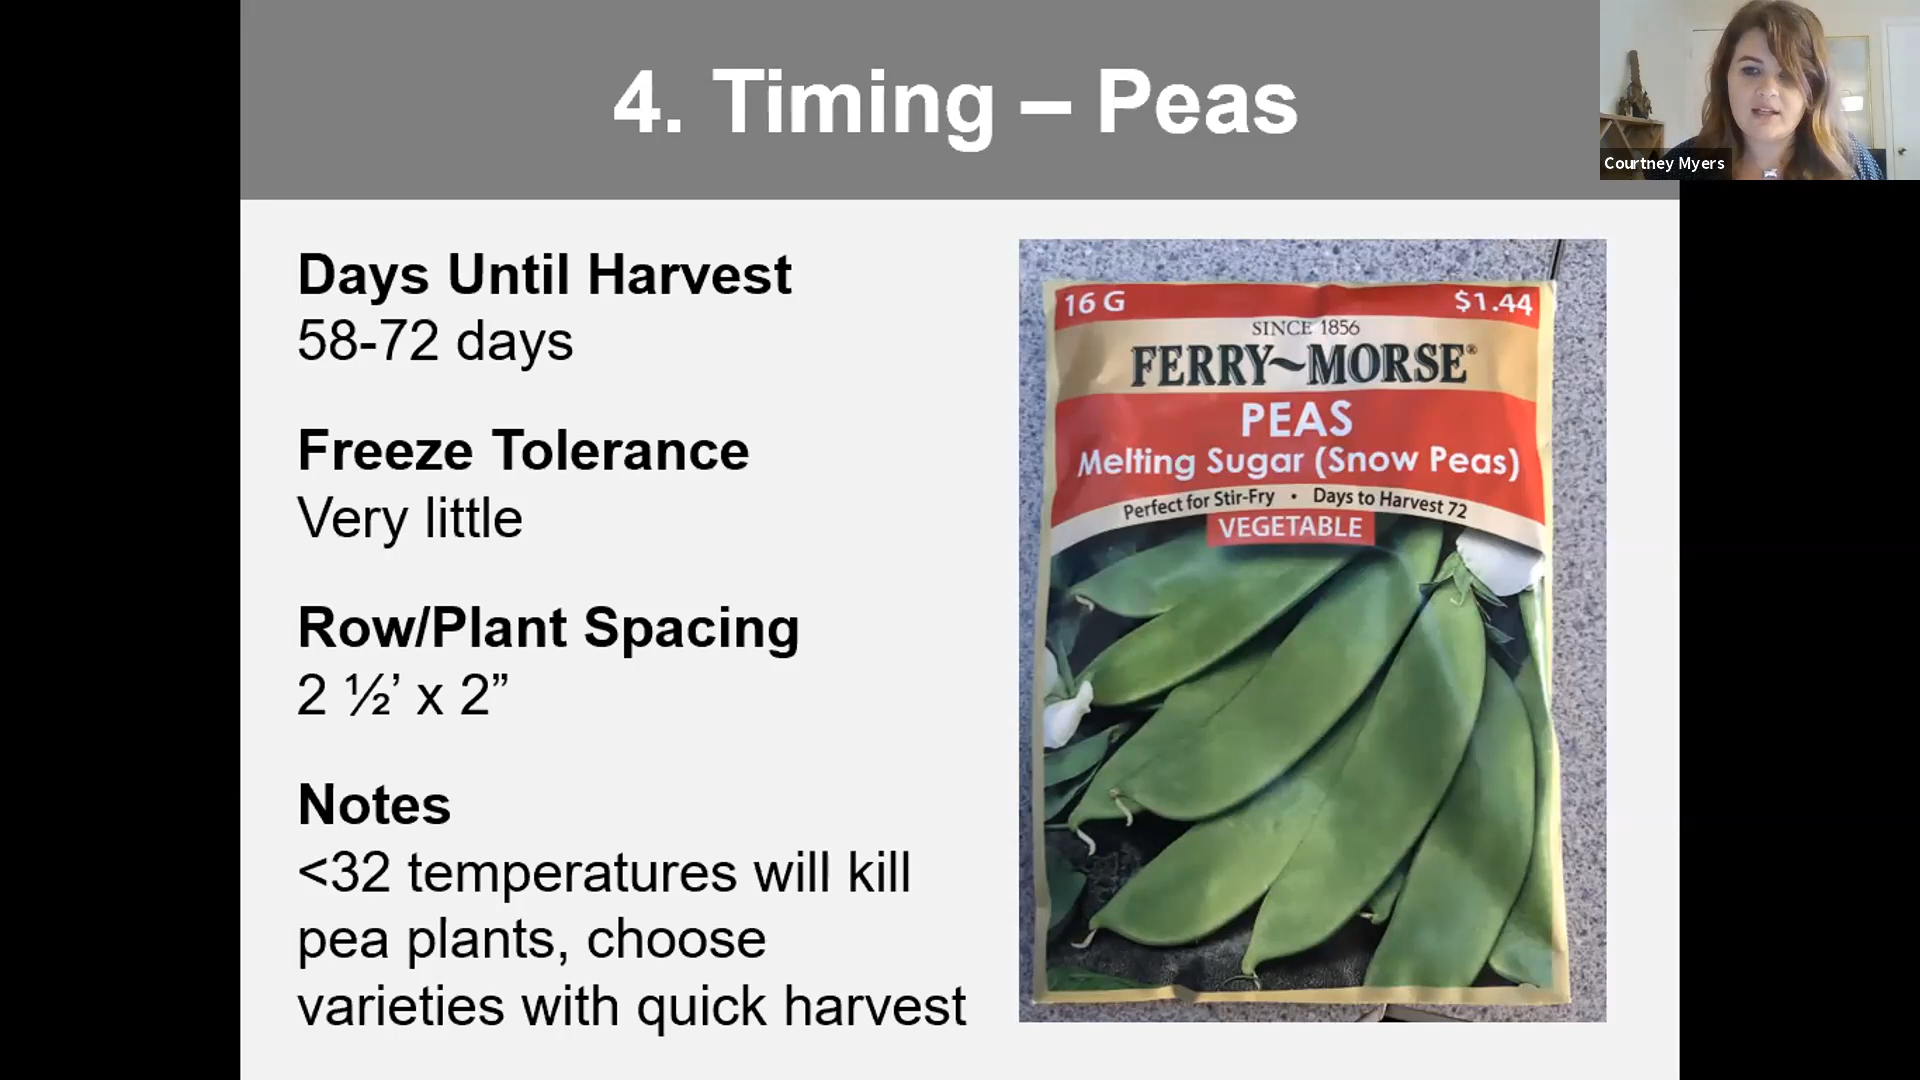 4. Timing – Peas
Courtney Myers
Days Until Harvest
58-72 days
Freeze Tolerance
Very little
Row/Plant Spacing
2 ½’ x 2”
Notes
<32 temperatures will kill
pea plants, choose
varieties with quick harvest
16 G
$1.44
SINCE 1856
FERRY~MORSE®
PEAS
Melting Sugar (Snow Peas)
Perfect for Stir-Fry • Days to Harvest 72
VEGETABLE